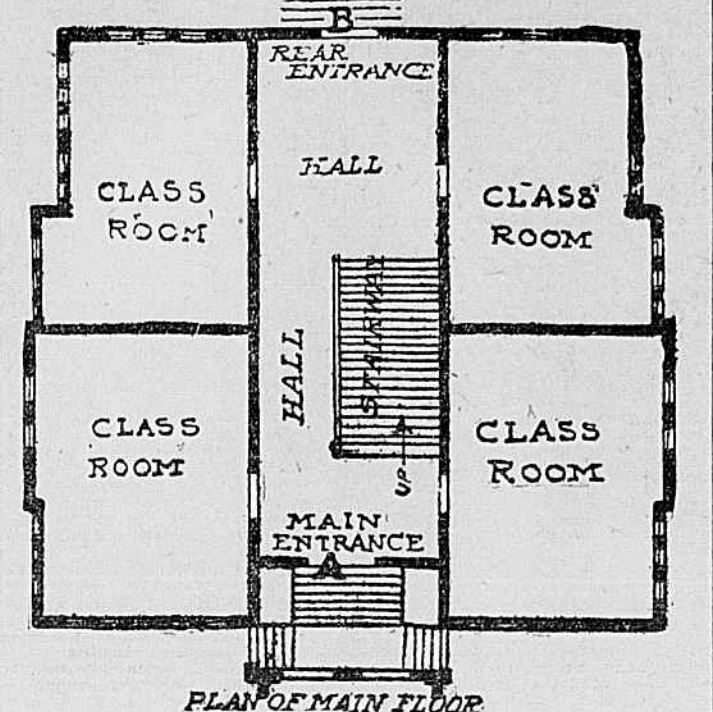 B
REAR
ENTRANCE
HALL
CLASS
ROOM
CLASS
ROOM
HALL
STAIRWAY
CLASS
ROOM
CLASS
ROOM
UP
MAIN
ENTRANCE
A
PLAN OF MAIN FLOOR